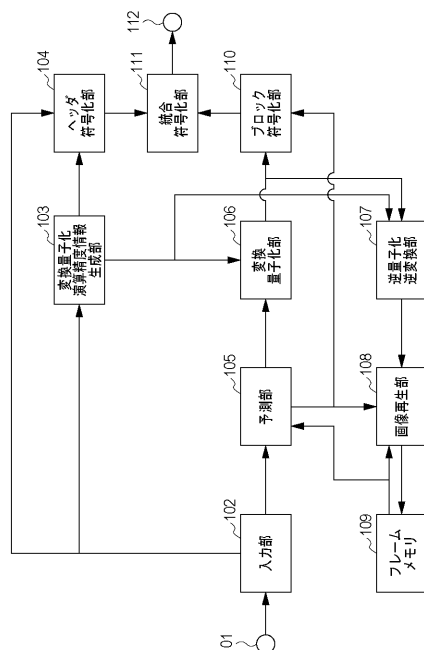 104
ヘッダ
符号化部
111
統合
符号化部
112
110
ブロック
符号化部
103
変換量子化
演算精度情報
生成部
106
変換
量子化部
107
逆量子化
逆変換部
105
予測部
108
画像再生部
102
入力部
109
フレーム
メモリ
01